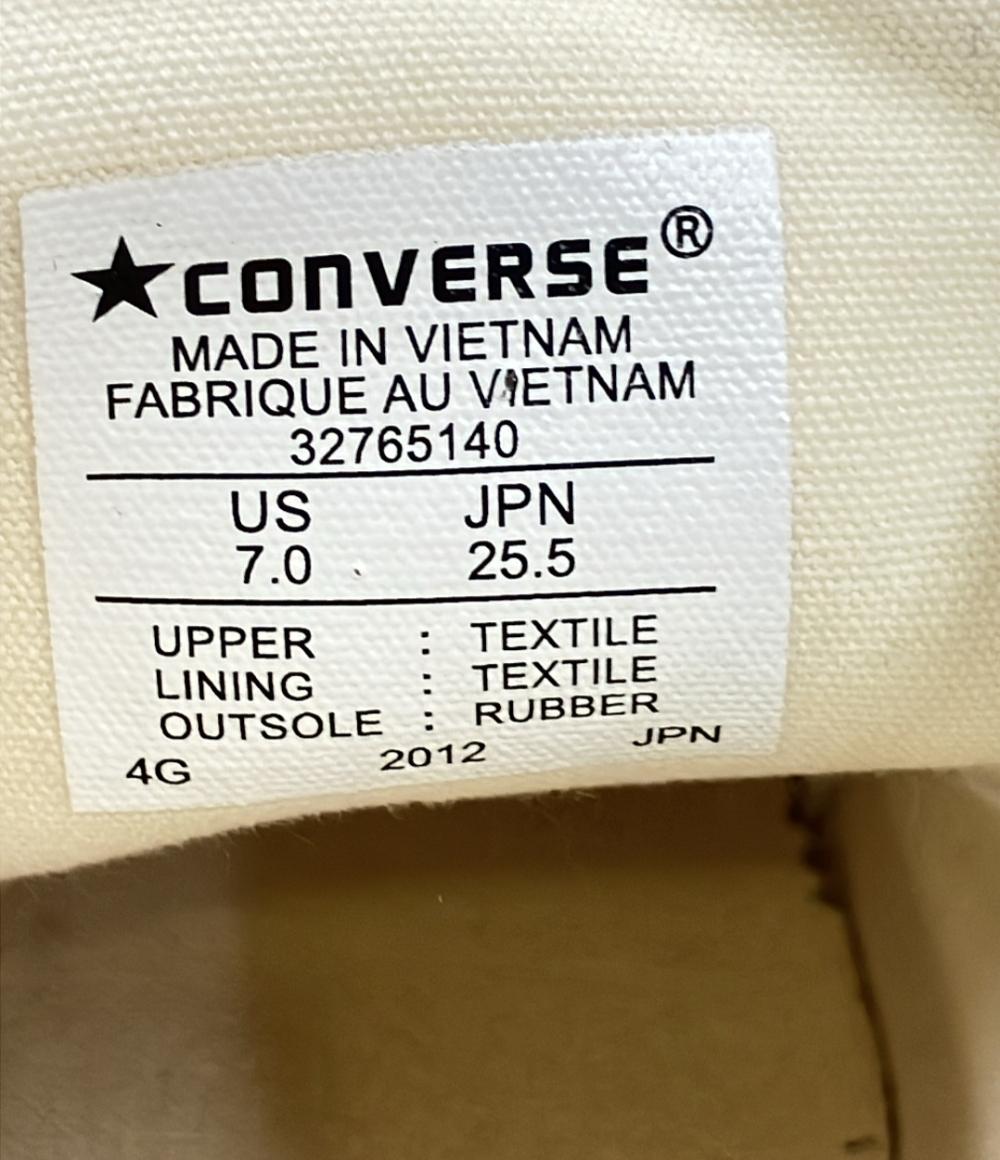 ★CONVERSE®
MADE IN VIETNAM
FABRIQUE AU VIETNAM
32765140
US JPN
7.0 25.5
UPPER : TEXTILE
LINING : TEXTILE
OUTSOLE : RUBBER
4G 2012 JPN